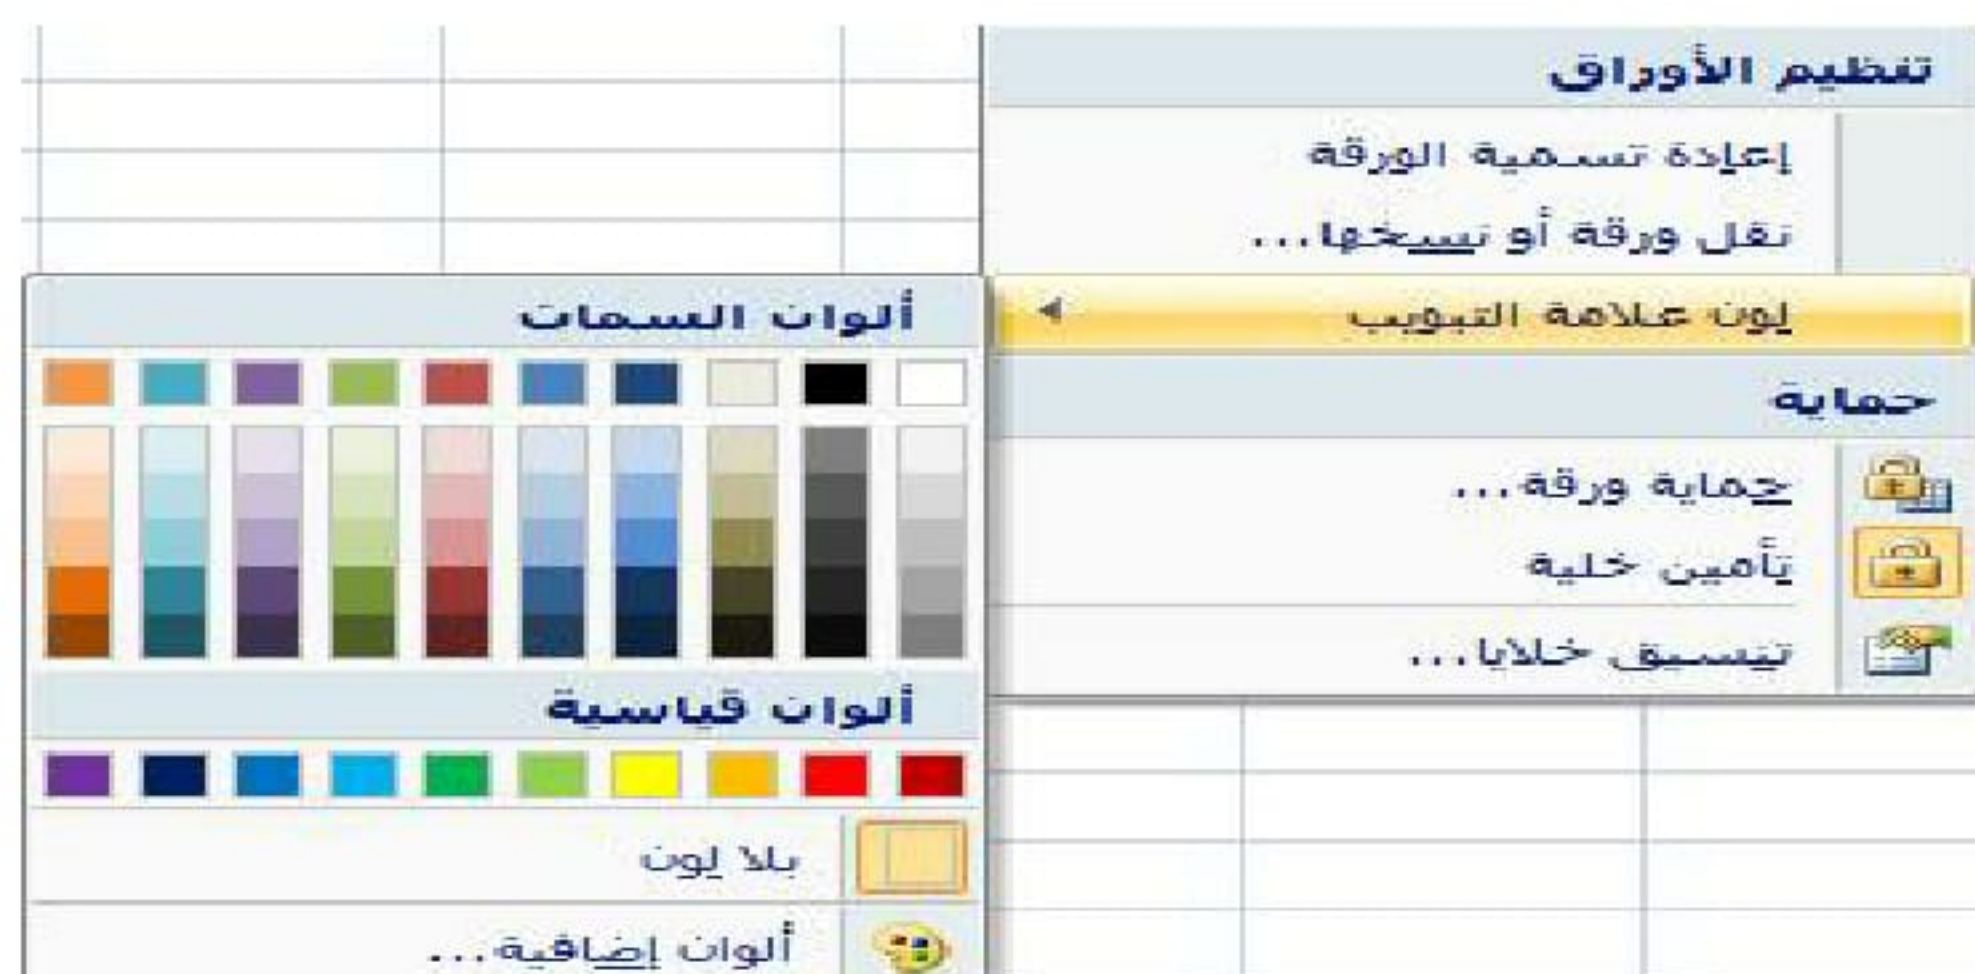 تنظيم الأوراق
إعادة تسمية الورقة
نقل ورقة أو نسخها...
لون علامة التبويب
حماية
حماية ورقة...
تأمين خلية
تنسيق خلايا...
ألوان السمات
ألوان قياسية
بلا لون
ألوان إضافية...